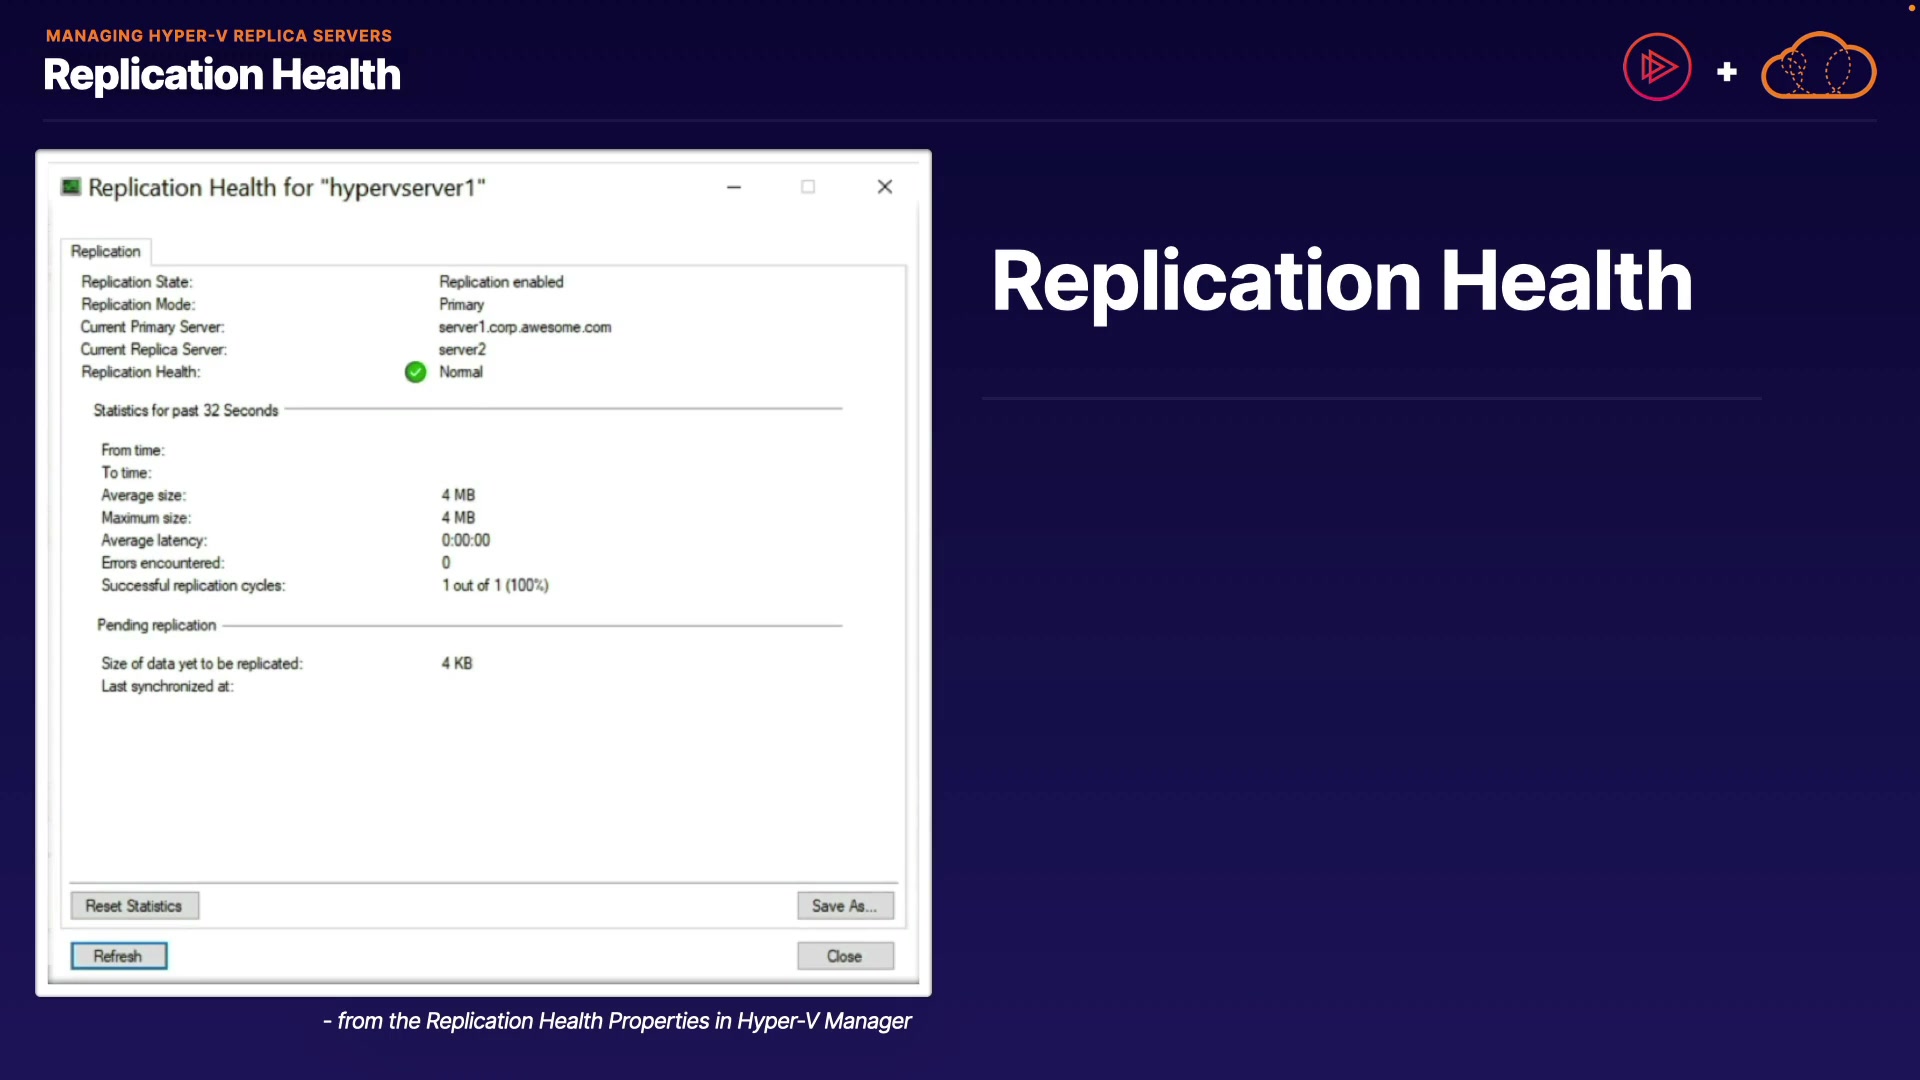 MANAGING HYPER-V REPLICA SERVERS
Replication Health
Replication Health for "hypervserver1"
Replication
Replication State: Replication enabled
Replication Mode: Primary
Current Primary Server: server1.corp.awesome.com
Current Replica Server: server2
Replication Health: Normal
Statistics for past 32 Seconds
From time:
To time:
Average size: 4 MB
Maximum size: 4 MB
Average latency: 0:00:00
Errors encountered: 0
Successful replication cycles: 1 out of 1 (100%)
Pending replication
Size of data yet to be replicated: 4 KB
Last synchronized at:
Reset Statistics Save As...
Refresh Close
- from the Replication Health Properties in Hyper-V Manager
Replication Health